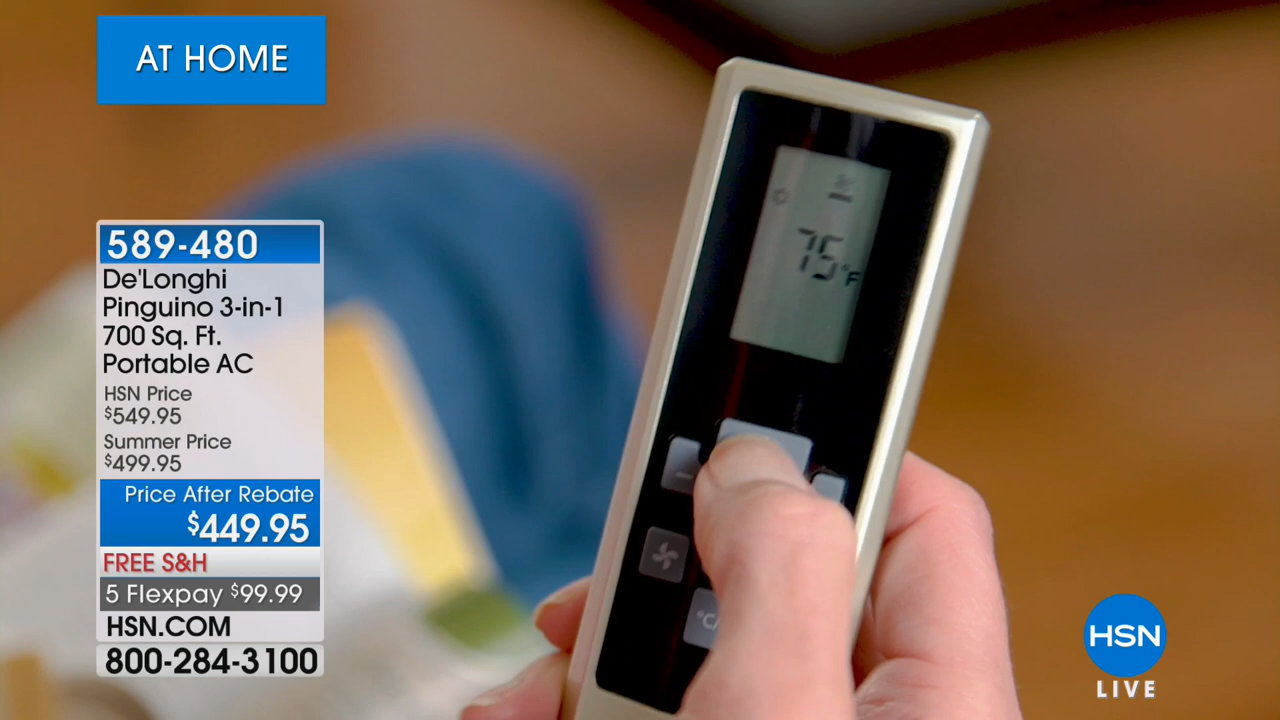 AT HOME
589-480
De'Longhi
Pinguino 3-in-1
700 Sq. Ft.
Portable AC
HSN Price
$549.95
Summer Price
$499.95
Price After Rebate
$449.95
FREE S&H
5 Flexpay $99.99
HSN.COM
800-284-3100
75°F
°C/
HSN
LIVE